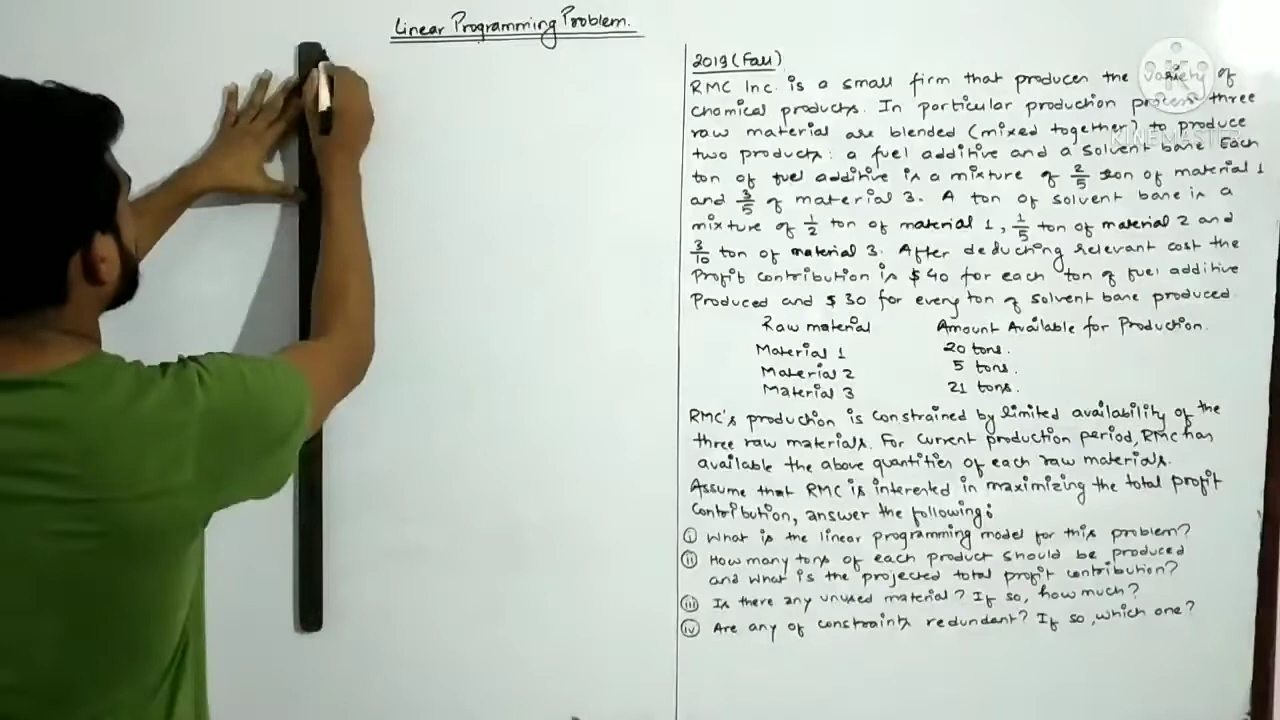 Linear Programming Problem.
2019 (Fall)
RMC Inc. is a small firm that produces the variety of
chemical products. In particular production process three
raw material are blended (mixed together) to produce
two products: a fuel additive and a solvent base. Each
ton of fuel additive is a mixture of 2/5 ton of material 1
and 3/5 of material 3. A ton of solvent base is a
mixture of 1/2 ton of material 1, 1/5 ton of material 2 and
3/10 ton of material 3. After deducting relevant cost the
Profit contribution is $40 for each ton of fuel additive
Produced and $30 for every ton of solvent base produced.
Raw material Amount Available for Production.
Material 1 20 tons.
Material 2 5 tons.
Material 3 21 tons.
RMC's production is constrained by limited availability of the
three raw materials. For current production period, RMC has
available the above quantities of each raw materials.
Assume that RMC is interested in maximizing the total profit
contribution, answer the following:
i What is the linear programming model for this problem?
ii How many tons of each product should be produced
and what is the projected total profit contribution?
iii Is there any unused material? If so, how much?
iv Are any of constraints redundant? If so, which one?
K
KINEMASTER